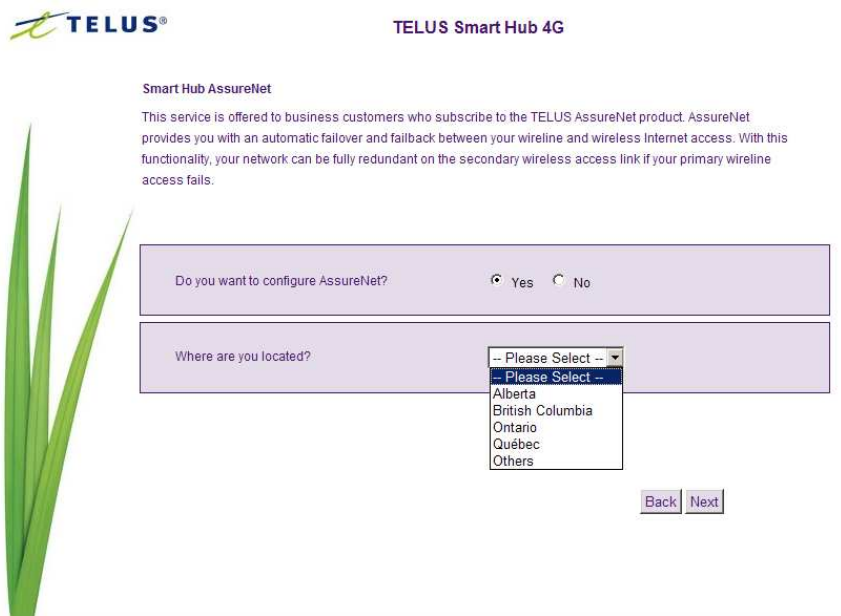 TELUS®
TELUS Smart Hub 4G
Smart Hub AssureNet
This service is offered to business customers who subscribe to the TELUS AssureNet product. AssureNet
provides you with an automatic failover and failback between your wireline and wireless Internet access. With this
functionality, your network can be fully redundant on the secondary wireless access link if your primary wireline
access fails.
Do you want to configure AssureNet? Yes No
Where are you located? -- Please Select --
-- Please Select --
Alberta
British Columbia
Ontario
Québec
Others
Back Next